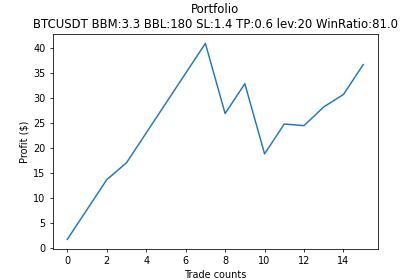 Portfolio
BTCUSDT BBM:3.3 BBL:180 SL:1.4 TP:0.6 lev:20 WinRatio:81.0
40
35
30
25
20
15
10
5
0
Profit ($)
0 2 4 6 8 10 12 14
Trade counts